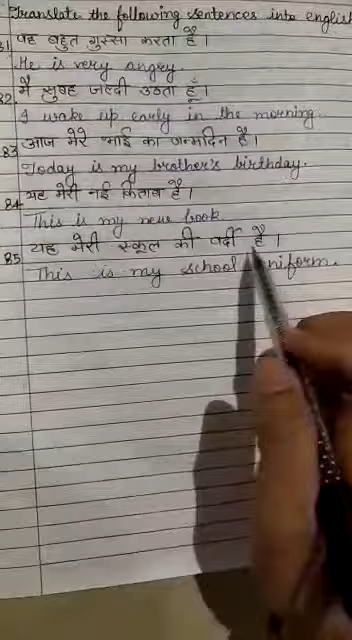 Translate the following sentences into english
81 वह बहुत गुस्सा करता है।
He is very angry.
82. मै सुबह जल्दी उठता हूँ।
I wake up early in the morning.
83 आज मेरे भाई का जन्मदिन है।
Today is my brother's birthday.
84 यह मेरी नई किताब है।
This is my new book
85 यह मेरी स्कूल की वर्दी है।
This is my school uniform.